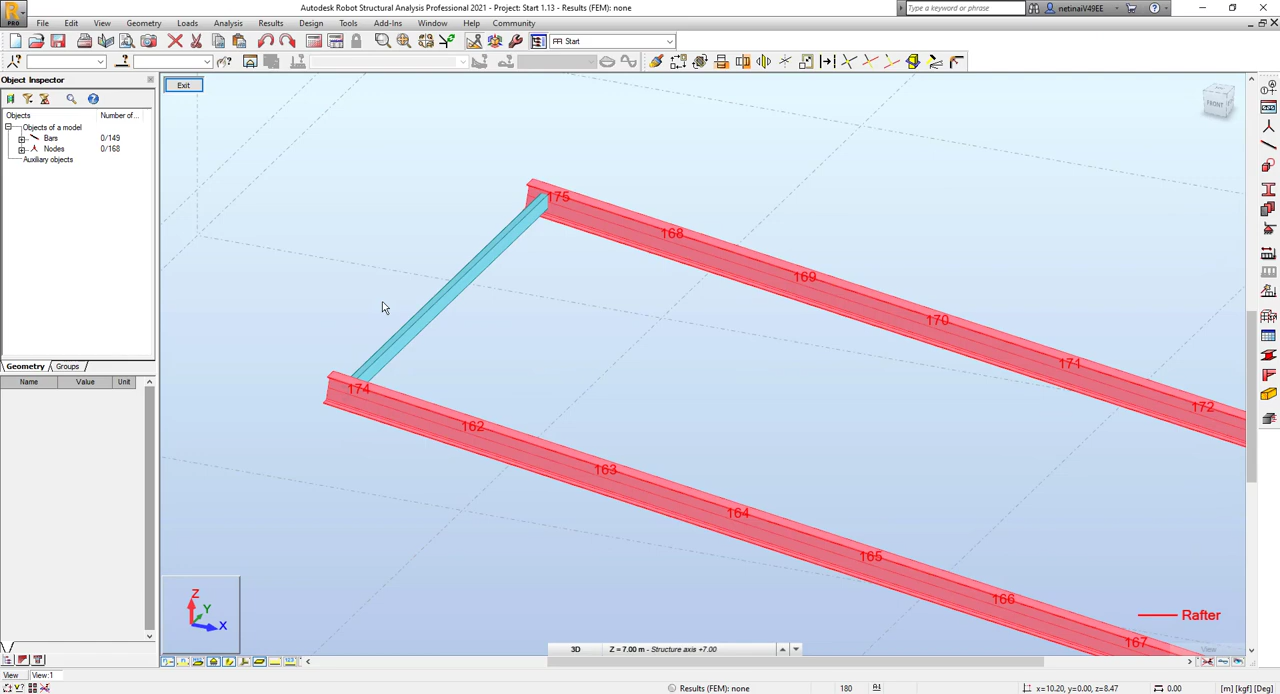 Autodesk Robot Structural Analysis Professional 2021 - Project: Start 1.13 - Results (FEM): none
Type a keyword or phrase
netinaiV49EE
PRO
File Edit View Geometry Loads Analysis Results Design Tools Add-Ins Window Help Community
Start
Object Inspector
Exit
FRONT
Objects Number of...
Objects of a model
Bars 0/149
Nodes 0/168
Auxiliary objects
175
168
169
170
171
172
174
162
163
164
165
166
167
Geometry Groups
Name Value Unit
Z
Y
X
Rafter
3D Z = 7.00 m - Structure axis +7.00
View
View View:1
Results (FEM): none 180 x=10.20, y=0.00, z=8.47 0.00 [m] [kgf] [Deg]